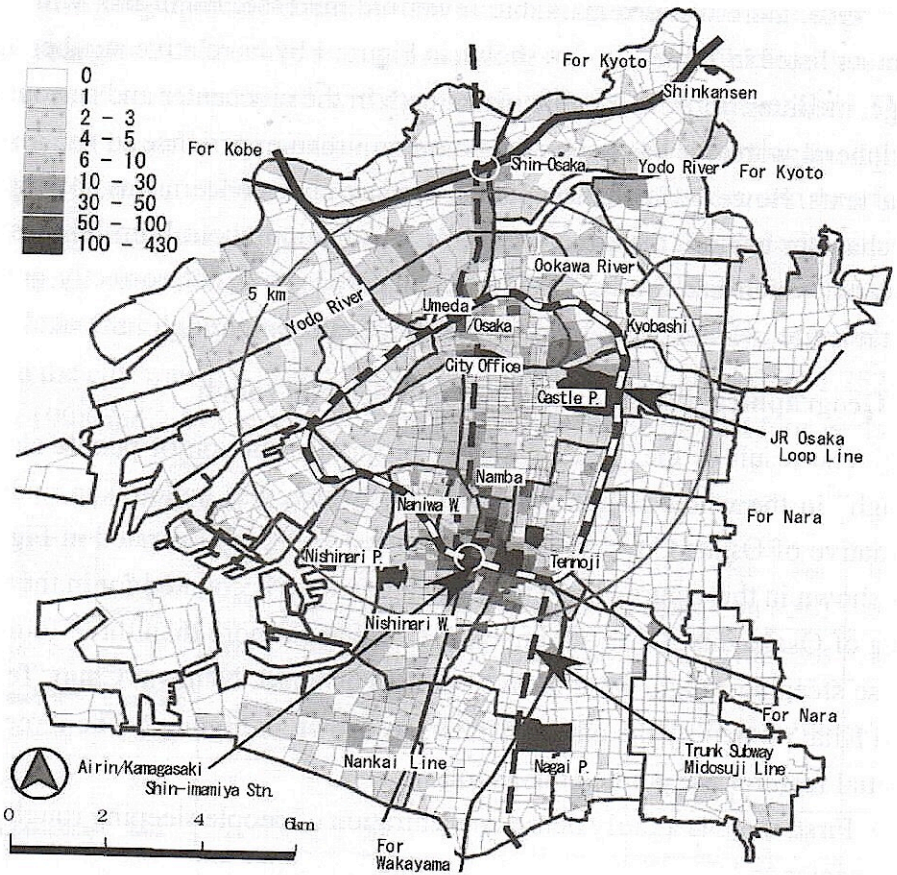 For Kyoto
Shinkansen
0
1
2 - 3
4 - 5
6 - 10
10 - 30
30 - 50
50 - 100
100 - 430
For Kobe
Shin-Osaka
Yodo River
For Kyoto
Ookawa River
5 km
Yodo River
Umeda
/Osaka
Kyobashi
City Office
Castle P.
JR Osaka
Loop Line
Namba
Naniwa W.
For Nara
Nishinari P.
Tennoji
Nishinari W.
For Nara
Trunk Subway
Midosuji Line
Airin/Kamagasaki
Shin-imamiya Stn.
Nankai Line
Nagai P.
0 2 4 6km
For
Wakayama